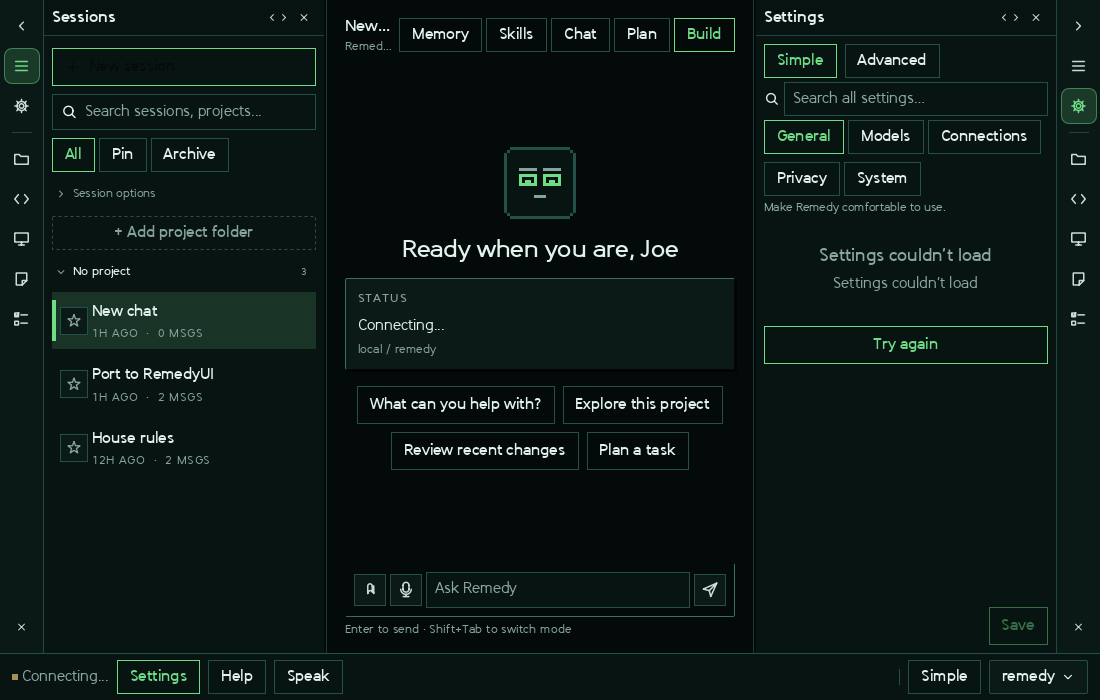 Sessions
+ New session
Search sessions, projects...
All
Pin
Archive
Session options
+ Add project folder
No project
3
New chat
1H AGO · 0 MSGS
Port to RemedyUI
1H AGO · 2 MSGS
House rules
12H AGO · 2 MSGS
New...
Remed...
Memory
Skills
Chat
Plan
Build
Ready when you are, Joe
STATUS
Connecting...
local / remedy
What can you help with?
Explore this project
Review recent changes
Plan a task
Ask Remedy
Enter to send · Shift+Tab to switch mode
Settings
Simple
Advanced
Search all settings...
General
Models
Connections
Privacy
System
Make Remedy comfortable to use.
Settings couldn't load
Settings couldn't load
Try again
Save
Connecting...
Settings
Help
Speak
Simple
remedy